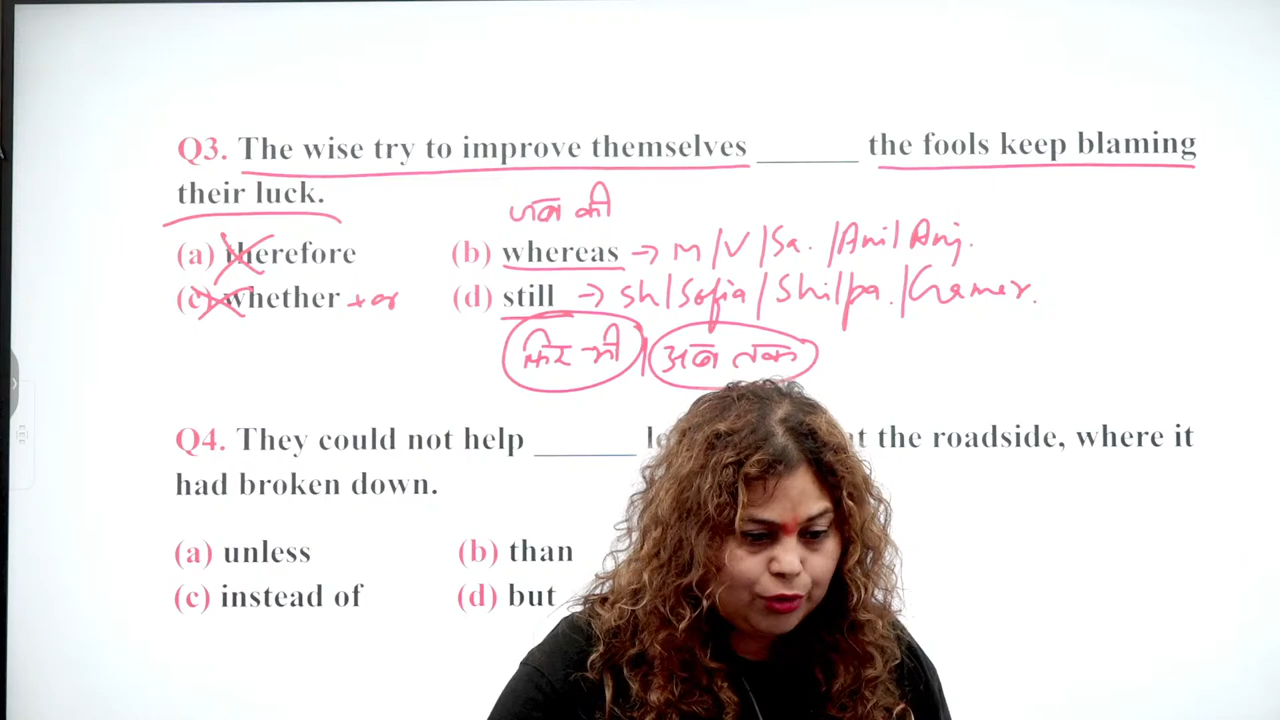 Q3. The wise try to improve themselves ______ the fools keep blaming
their luck.
जब की
(a) therefore (b) whereas → M/V/Sa. /Anil Anj.
(c) whether + or (d) still → Sh/Sofia/Shilpa./Cramer.
फिर भी / अब तक
Q4. They could not help ______ t the roadside, where it
had broken down.
(a) unless (b) than
(c) instead of (d) but